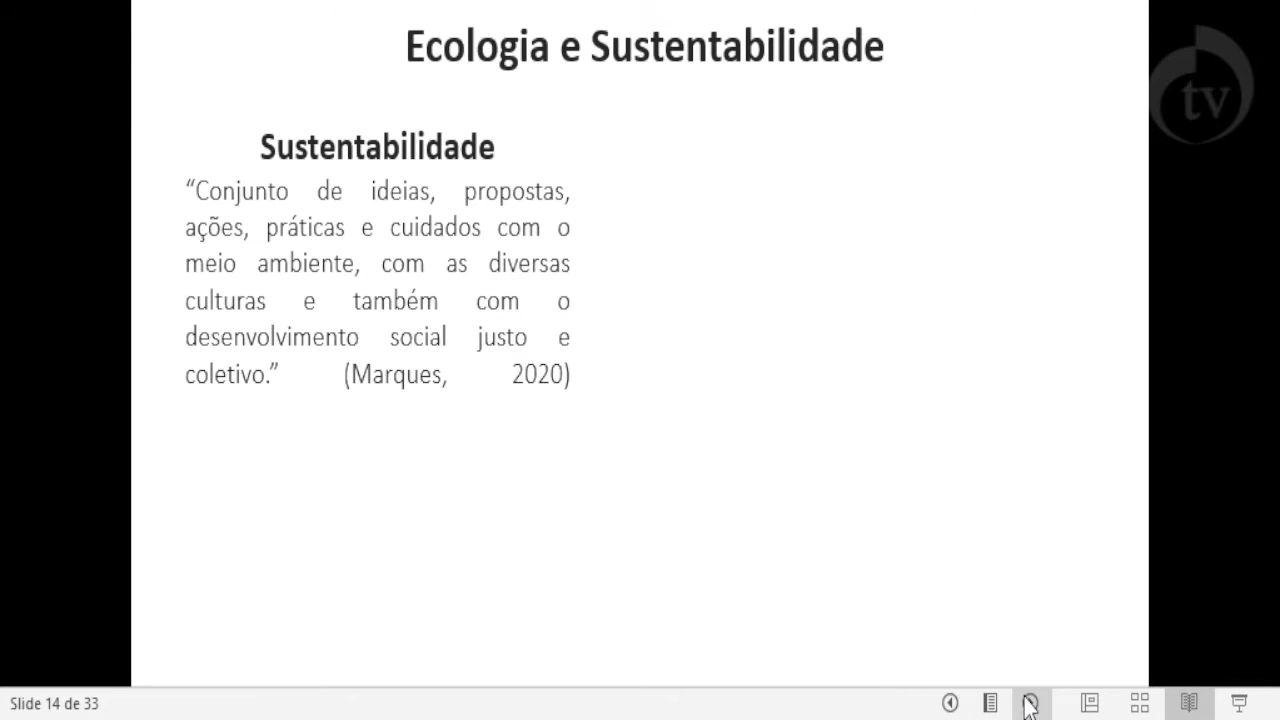 Ecologia e Sustentabilidade
tv
Sustentabilidade
“Conjunto de ideias, propostas,
ações, práticas e cuidados com o
meio ambiente, com as diversas
culturas e também com o
desenvolvimento social justo e
coletivo.” (Marques, 2020)
Slide 14 de 33